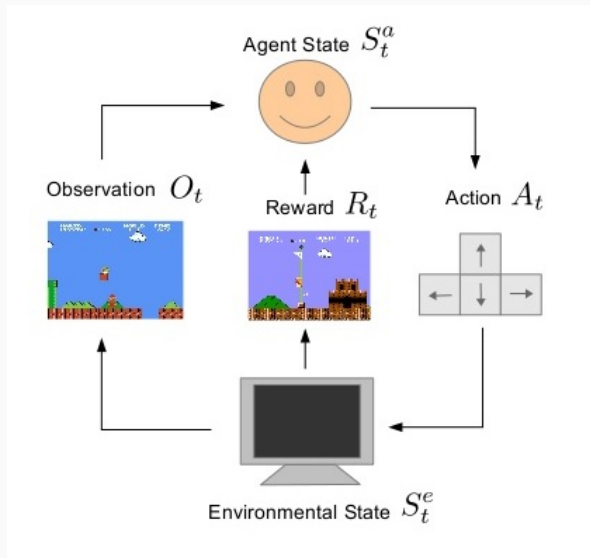 Agent State $S_t^a$
Observation $O_t$
Reward $R_t$
Action $A_t$
Environmental State $S_t^e$